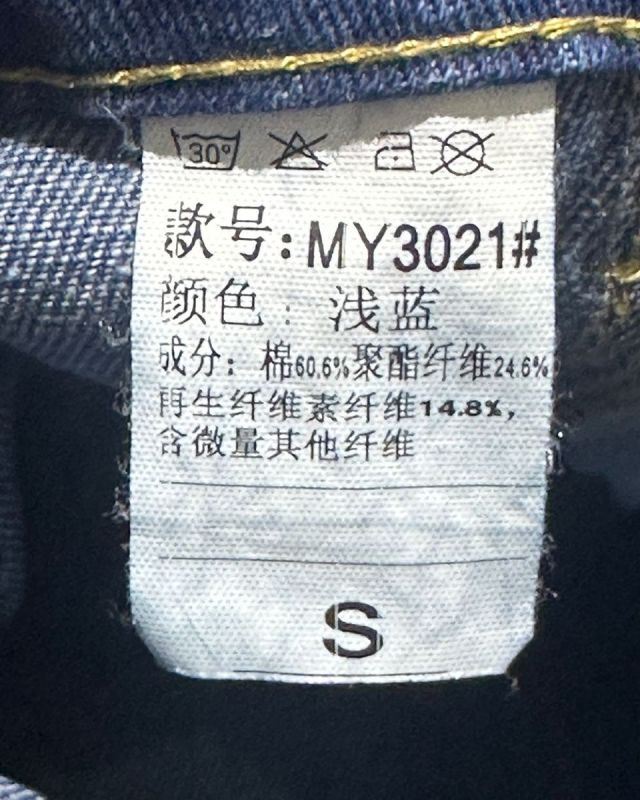 30°
款号:MY3021#
颜色:浅蓝
成分:棉60.6%聚酯纤维24.6%
再生纤维素纤维14.8%,
含微量其他纤维
S